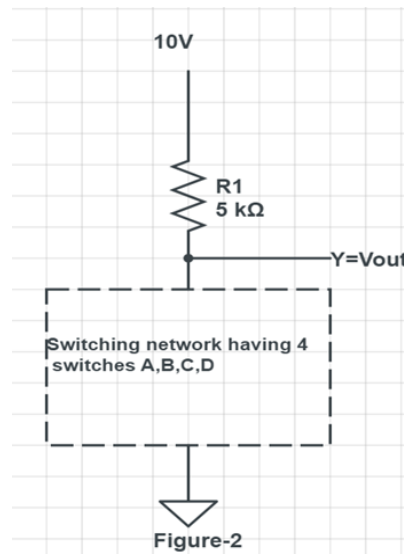 10V
R1
5 kΩ
Y=Vout
Switching network having 4
switches A,B,C,D
Figure-2